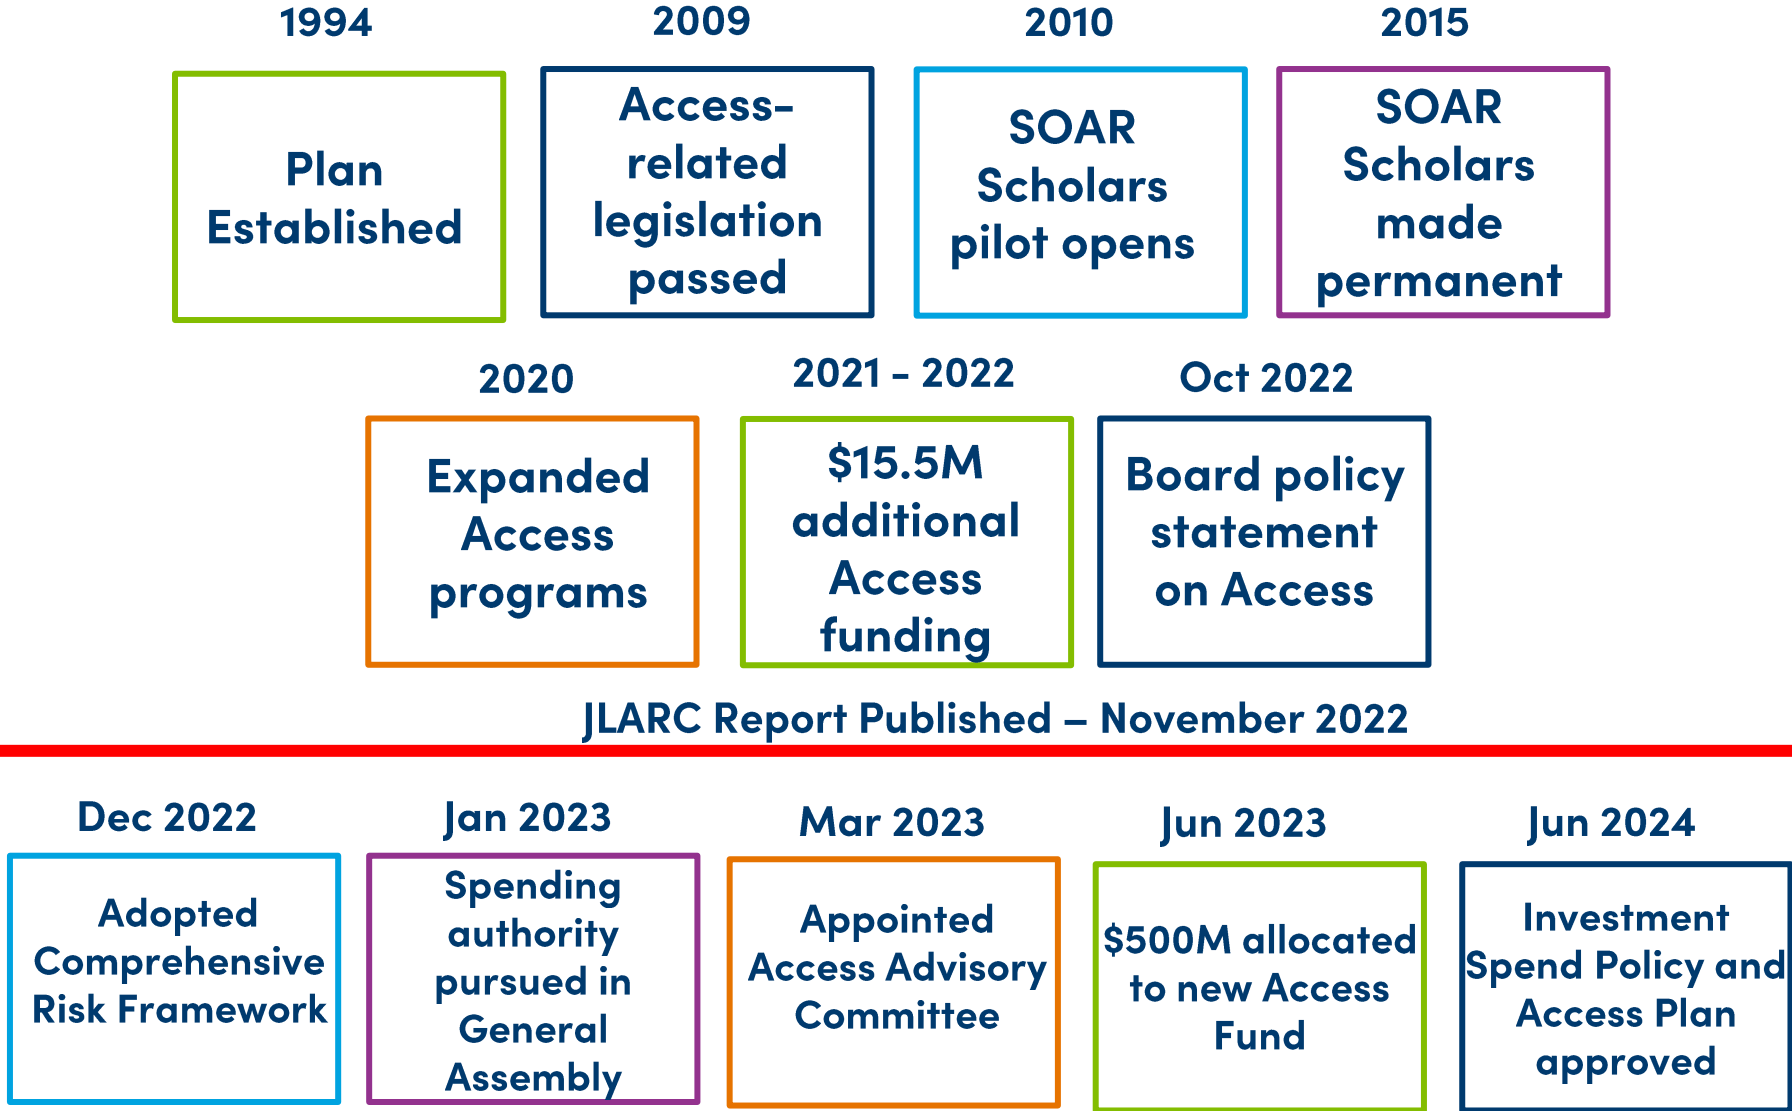 1994
Plan
Established
2009
Access-
related
legislation
passed
2010
SOAR
Scholars
pilot opens
2015
SOAR
Scholars
made
permanent
2020
Expanded
Access
programs
2021 - 2022
$15.5M
additional
Access
funding
Oct 2022
Board policy
statement
on Access
JLARC Report Published – November 2022
Dec 2022
Adopted
Comprehensive
Risk Framework
Jan 2023
Spending
authority
pursued in
General
Assembly
Mar 2023
Appointed
Access Advisory
Committee
Jun 2023
$500M allocated
to new Access
Fund
Jun 2024
Investment
Spend Policy and
Access Plan
approved